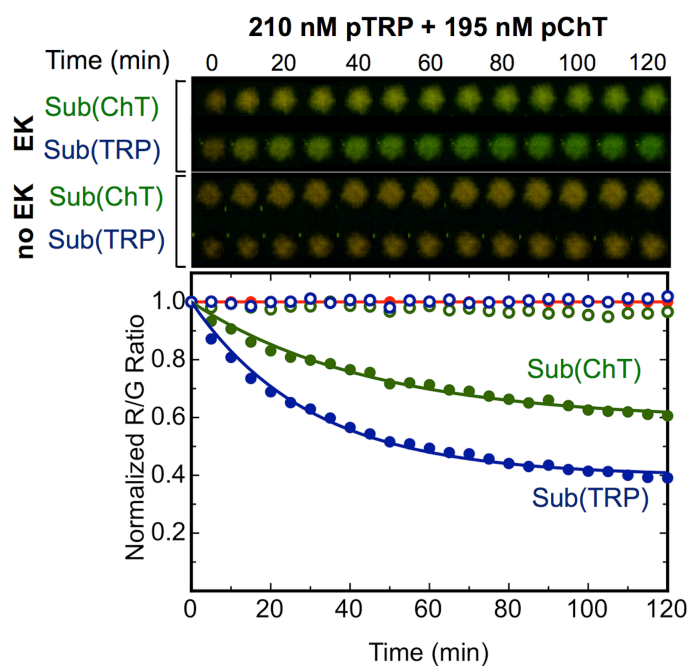 210 nM pTRP + 195 nM pChT
Time (min) 0 20 40 60 80 100 120
EK
Sub(ChT)
Sub(TRP)
no EK
Sub(ChT)
Sub(TRP)
Normalized R/G Ratio
1.0
0.8
0.6
0.4
0.2
Sub(ChT)
Sub(TRP)
0 20 40 60 80 100 120
Time (min)